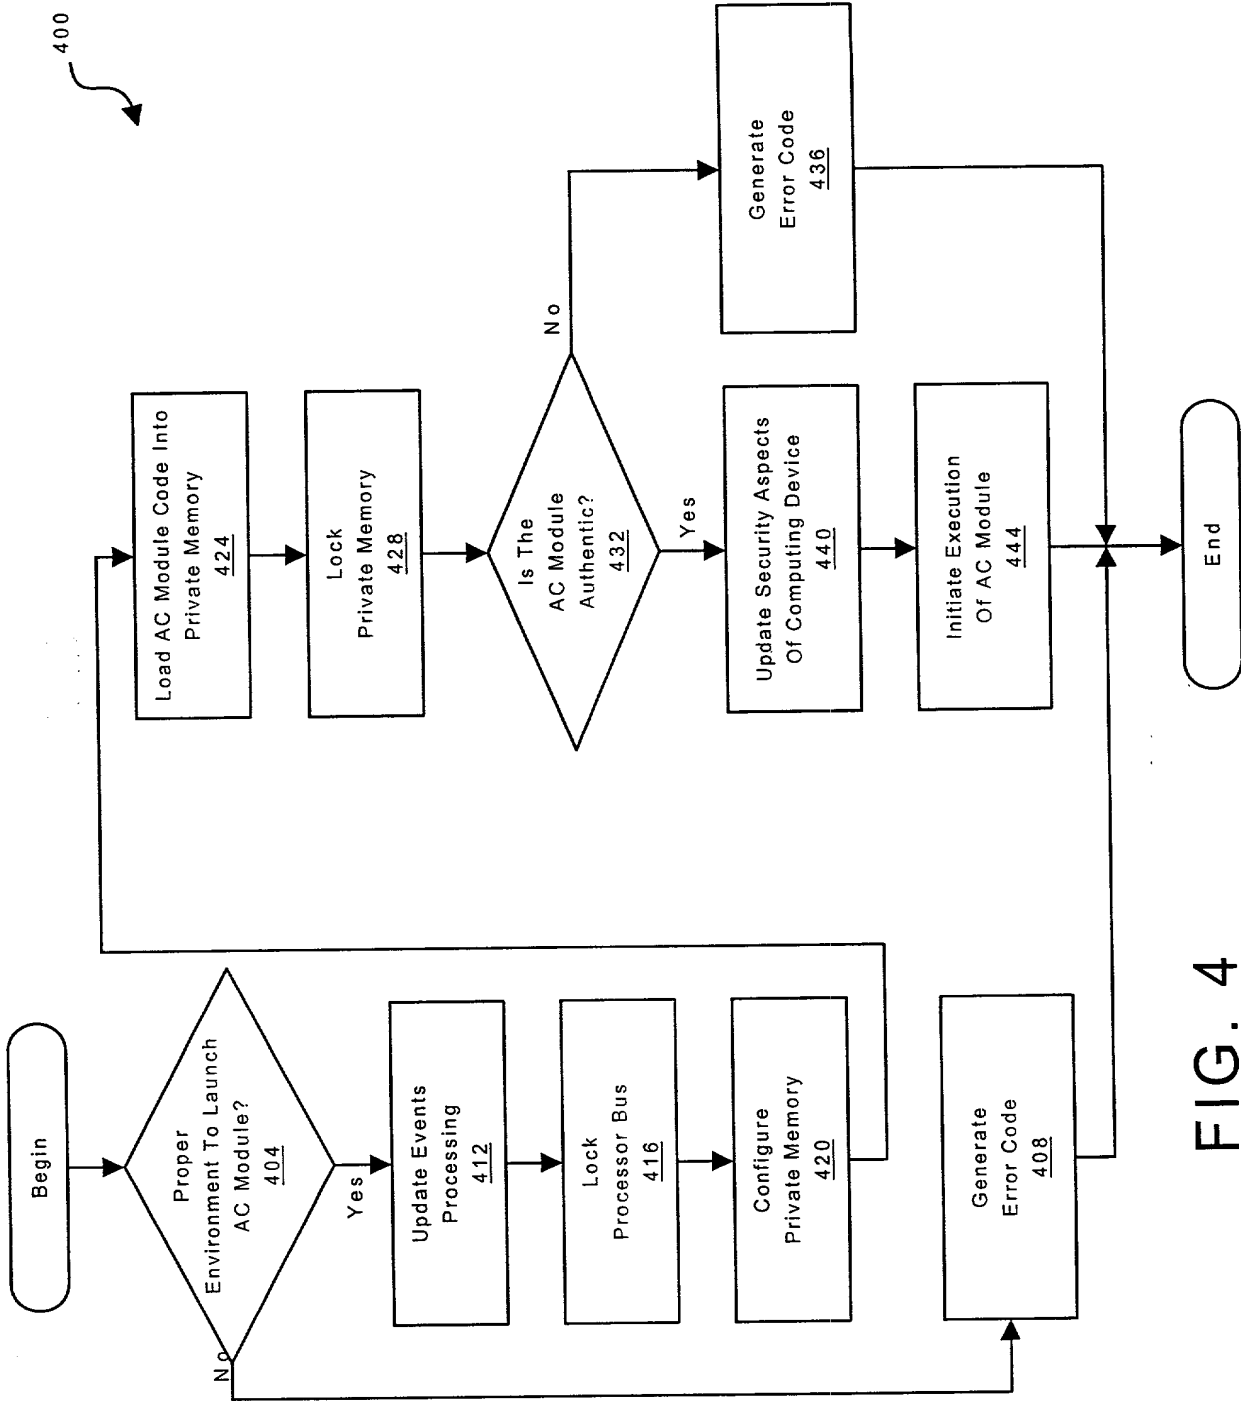 400
Begin
Proper
Environment To Launch
AC Module?
404
No
Yes
Update Events
Processing
412
Lock
Processor Bus
416
Configure
Private Memory
420
Generate
Error Code
408
Load AC Module Code Into
Private Memory
424
Lock
Private Memory
428
Is The
AC Module
Authentic?
432
No
Yes
Generate
Error Code
436
Update Security Aspects
Of Computing Device
440
Initiate Execution
Of AC Module
444
End
FIG. 4